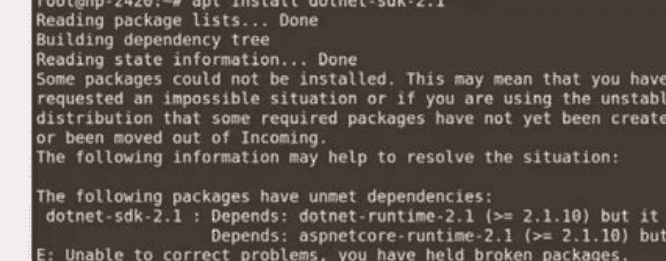 root@hp-2420:~# apt install dotnet-sdk-2.1
Reading package lists... Done
Building dependency tree
Reading state information... Done
Some packages could not be installed. This may mean that you have
requested an impossible situation or if you are using the unstabl
distribution that some required packages have not yet been create
or been moved out of Incoming.
The following information may help to resolve the situation:
The following packages have unmet dependencies:
dotnet-sdk-2.1 : Depends: dotnet-runtime-2.1 (>= 2.1.10) but it
Depends: aspnetcore-runtime-2.1 (>= 2.1.10) but
E: Unable to correct problems, you have held broken packages.